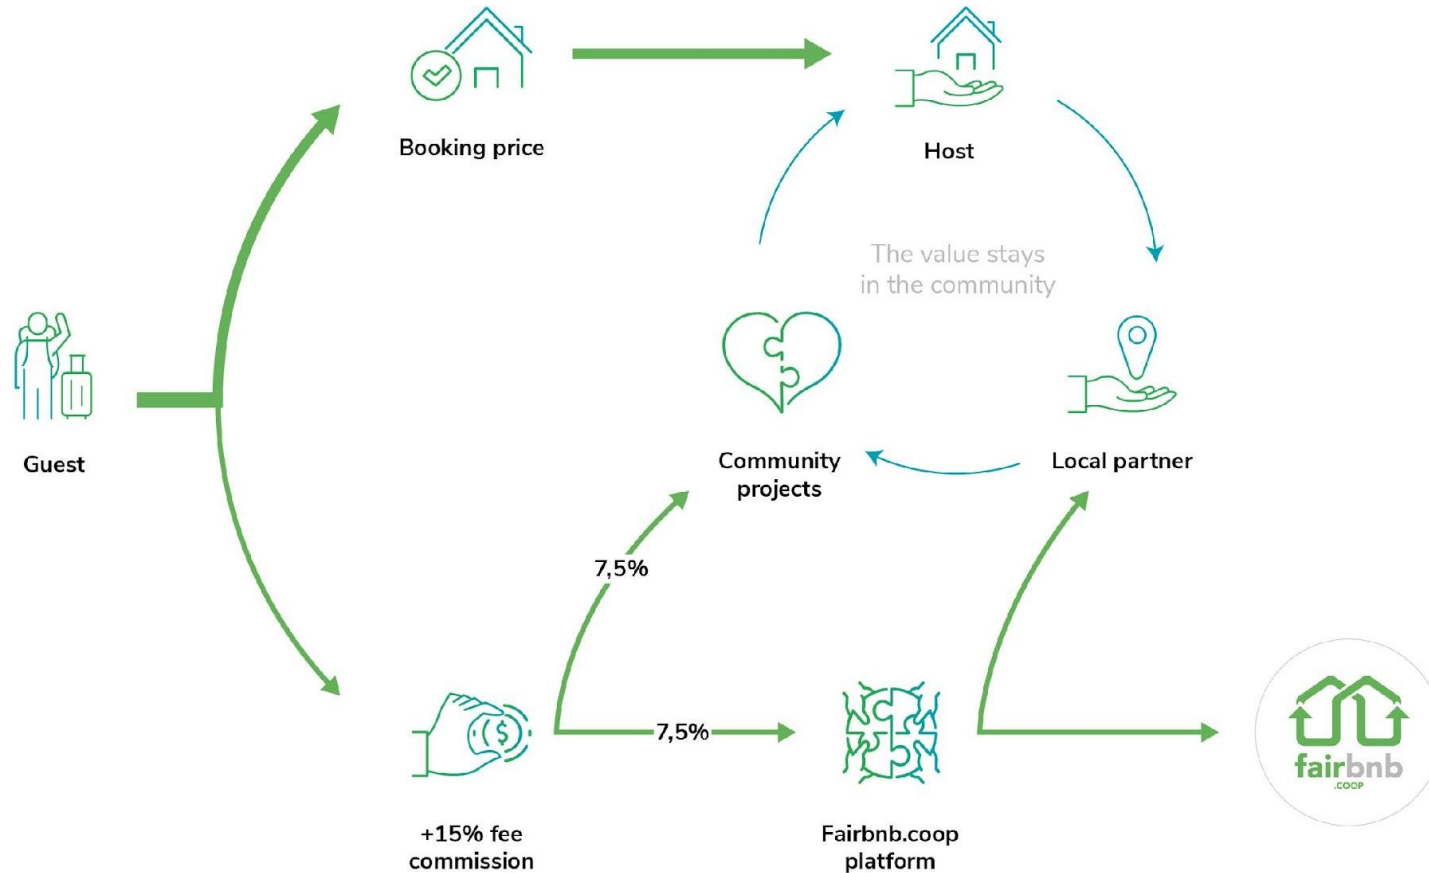 Booking price
Host
The value stays
in the community
Guest
Community
projects
Local partner
7,5%
7,5%
$
+15% fee
commission
Fairbnb.coop
platform
fairbnb
.COOP